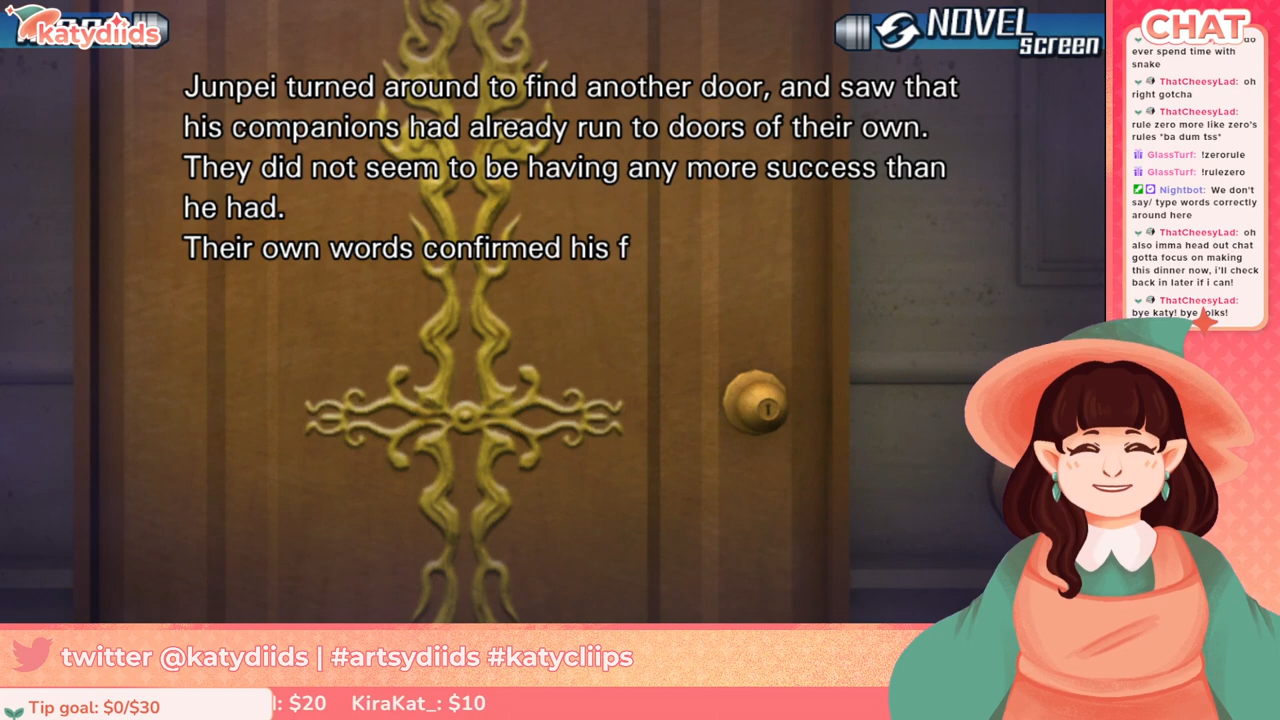 katydiids
NOVEL
Screen
Junpei turned around to find another door, and saw that
his companions had already run to doors of their own.
They did not seem to be having any more success than
he had.
Their own words confirmed his f
CHAT
ever spend time with
snake
ThatCheesyLad: oh
right gotcha
ThatCheesyLad:
rule zero more like zero's
rules *ba dum tss*
GlassTurf: !zerorule
GlassTurf: !rulezero
Nightbot: We don't
say/ type words correctly
around here
ThatCheesyLad: oh
also imma head out chat
gotta focus on making
this dinner now, i'll check
back in later if i can!
ThatCheesyLad:
bye katy! bye folks!
twitter @katydiids | #artsydiids #katycliips
Tip goal: $0/$30
: $20 KiraKat_: $10